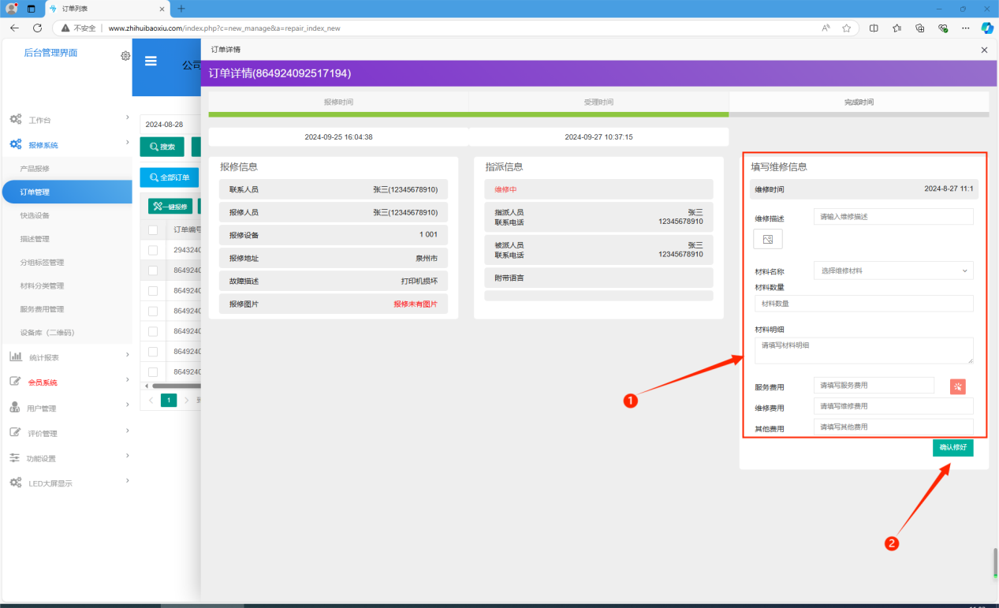 订单列表
不安全 www.zhihuibaoxiu.com/index.php?c=new_manage&a=repair_index_new
后台管理界面
工作台
报修系统
产品报修
订单管理
快选设备
描述管理
分组标签管理
材料分类管理
服务费用管理
设备库（二维码）
统计报表
会员系统
用户管理
评价管理
功能设置
LED大屏显示
公司
2024-08-28
搜索
全部订单
一键报修
订单编号
294324
864924
864924
864924
864924
864924
864924
1
订单详情
订单详情(864924092517194)
报修时间 受理时间 完成时间
2024-09-25 16:04:38 2024-09-27 10:37:15
报修信息
联系人员 张三(12345678910)
报修人员 张三(12345678910)
报修设备 1 001
报修地址 泉州市
故障描述 打印机损坏
报修图片 报修未有图片
指派信息
维修中
指派人员 张三
联系电话 12345678910
被派人员 张三
联系电话 12345678910
附带语言
填写维修信息
维修时间 2024-8-27 11:1
维修描述 请输入维修描述
材料名称 选择维修材料
材料数量
材料数量
材料明细
请填写材料明细
服务费用 请填写服务费用
维修费用 请填写维修费用
其他费用 请填写其他费用
确认修好
1
2